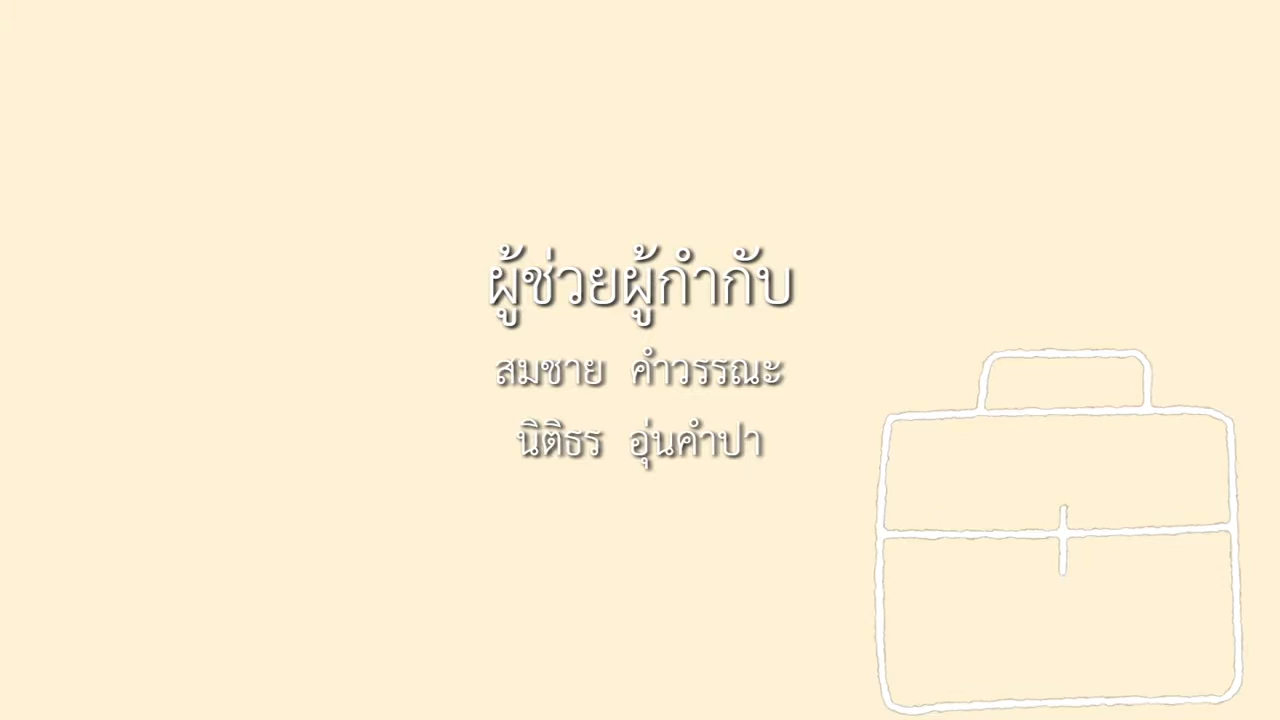 ผู้ช่วยผู้กำกับ
สมชาย คำวรรณะ
นิติธร อุ่นคำปา